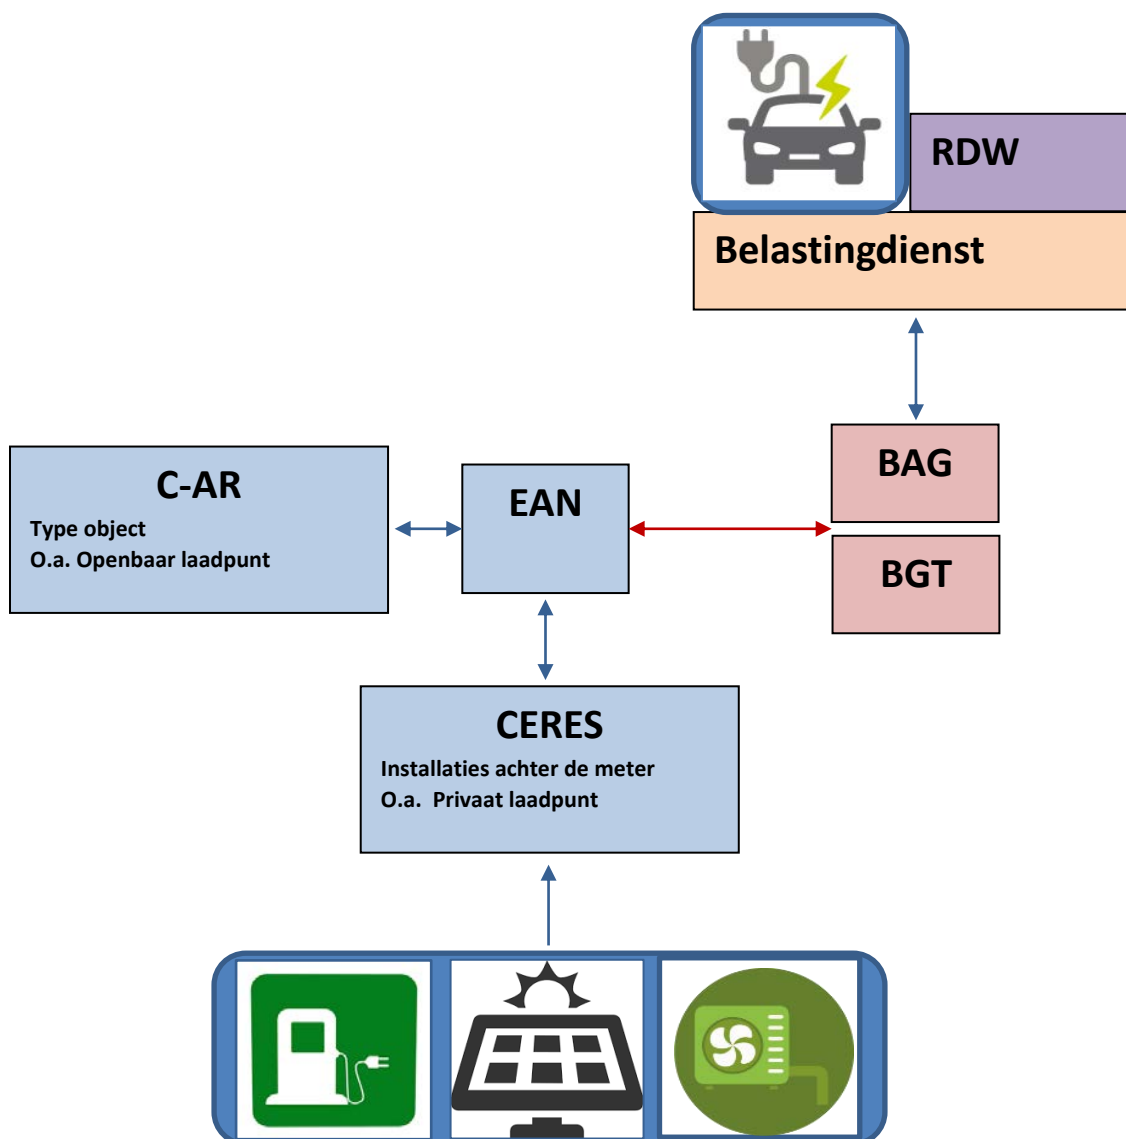 RDW
Belastingdienst
C-AR
Type object
O.a. Openbaar laadpunt
EAN
BAG
BGT
CERES
Installaties achter de meter
O.a. Privaat laadpunt